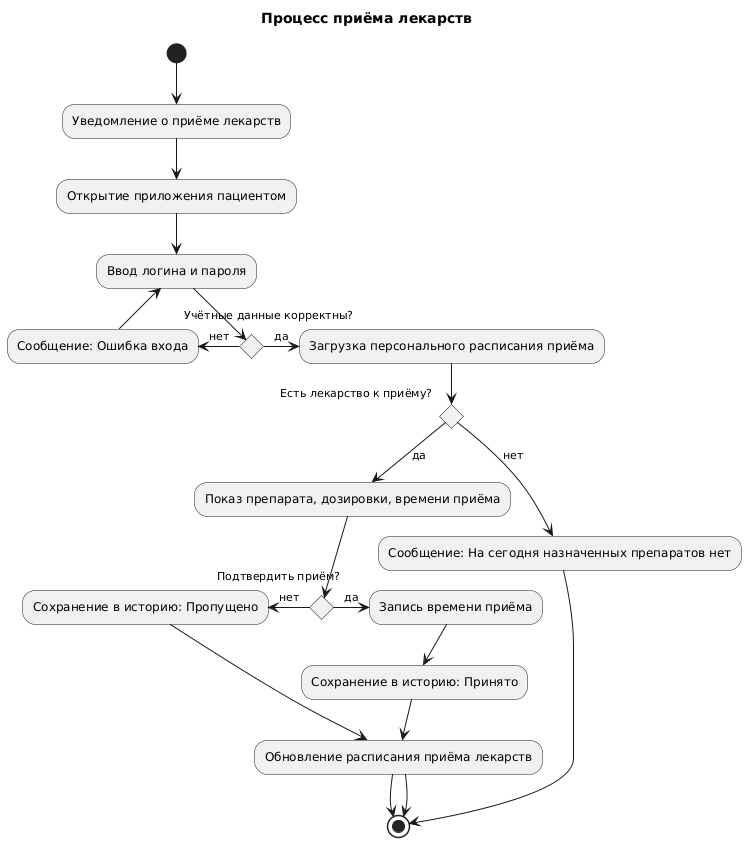 Процесс приёма лекарств
Уведомление о приёме лекарств
Открытие приложения пациентом
Ввод логина и пароля
Учётные данные корректны?
нет
да
Сообщение: Ошибка входа
Загрузка персонального расписания приёма
Есть лекарство к приёму?
да
нет
Показ препарата, дозировки, времени приёма
Сообщение: На сегодня назначенных препаратов нет
Подтвердить приём?
нет
да
Сохранение в историю: Пропущено
Запись времени приёма
Сохранение в историю: Принято
Обновление расписания приёма лекарств